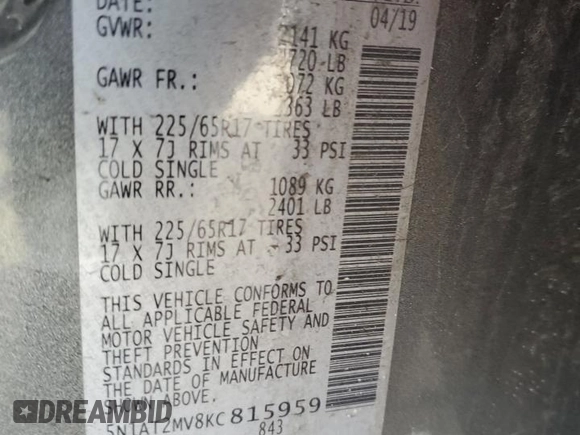 DATE: 04/19
GVWR: 2141 KG
4720 LB
GAWR FR.: 1072 KG
2363 LB
WITH 225/65R17 TIRES
17 X 7J RIMS AT 33 PSI
COLD SINGLE
GAWR RR.: 1089 KG
2401 LB
WITH 225/65R17 TIRES
17 X 7J RIMS AT 33 PSI
COLD SINGLE
THIS VEHICLE CONFORMS TO
ALL APPLICABLE FEDERAL
MOTOR VEHICLE SAFETY AND
THEFT PREVENTION
STANDARDS IN EFFECT ON
THE DATE OF MANUFACTURE
SHOWN ABOVE.
5N1AT2MV8KC 815959
843
DREAMBID